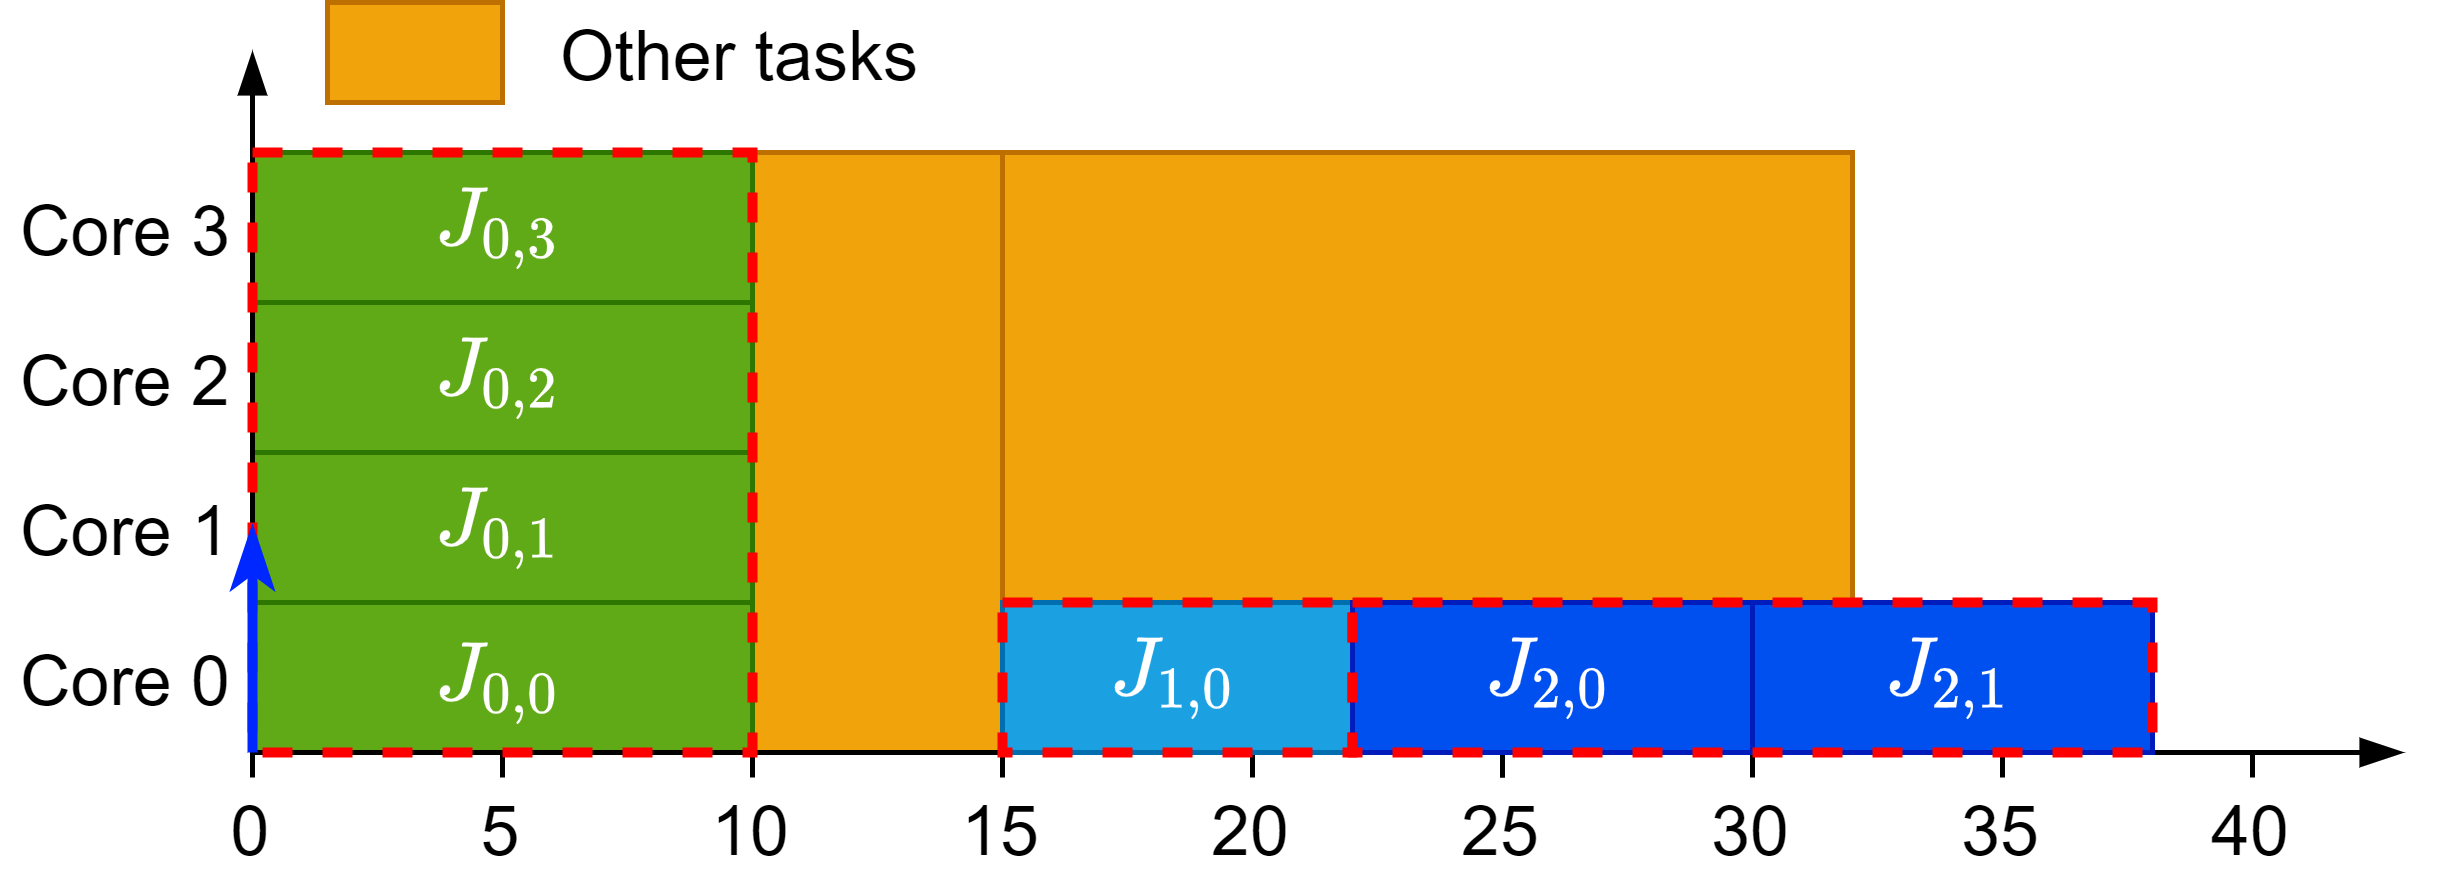 Other tasks
Core 3 J0,3
Core 2 J0,2
Core 1 J0,1
Core 0 J0,0 J1,0 J2,0 J2,1
0 5 10 15 20 25 30 35 40